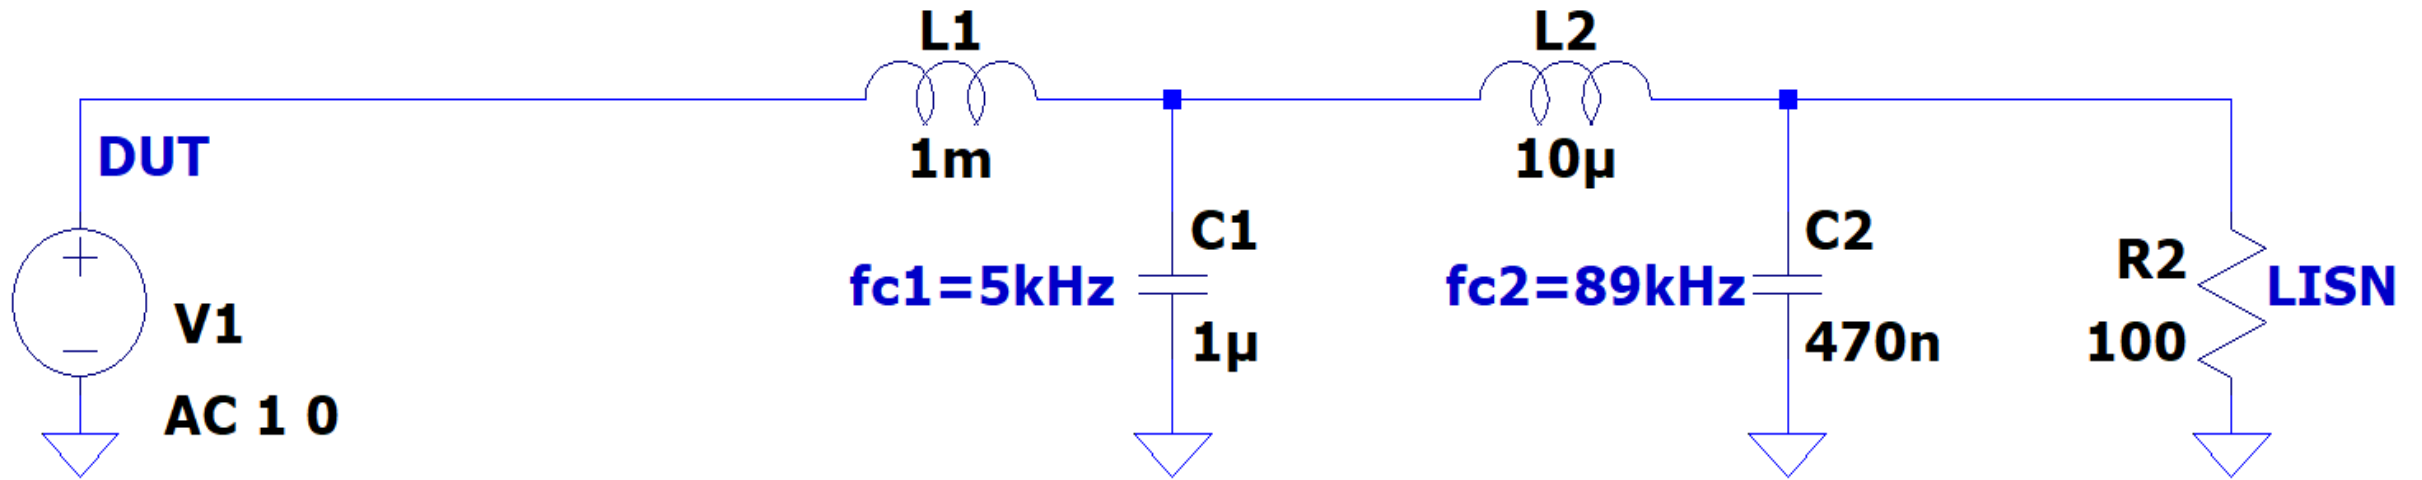 L1
L2
DUT
1m
10µ
C1
C2
R2
fc1=5kHz
fc2=89kHz
LISN
V1
1µ
470n
100
AC 1 0